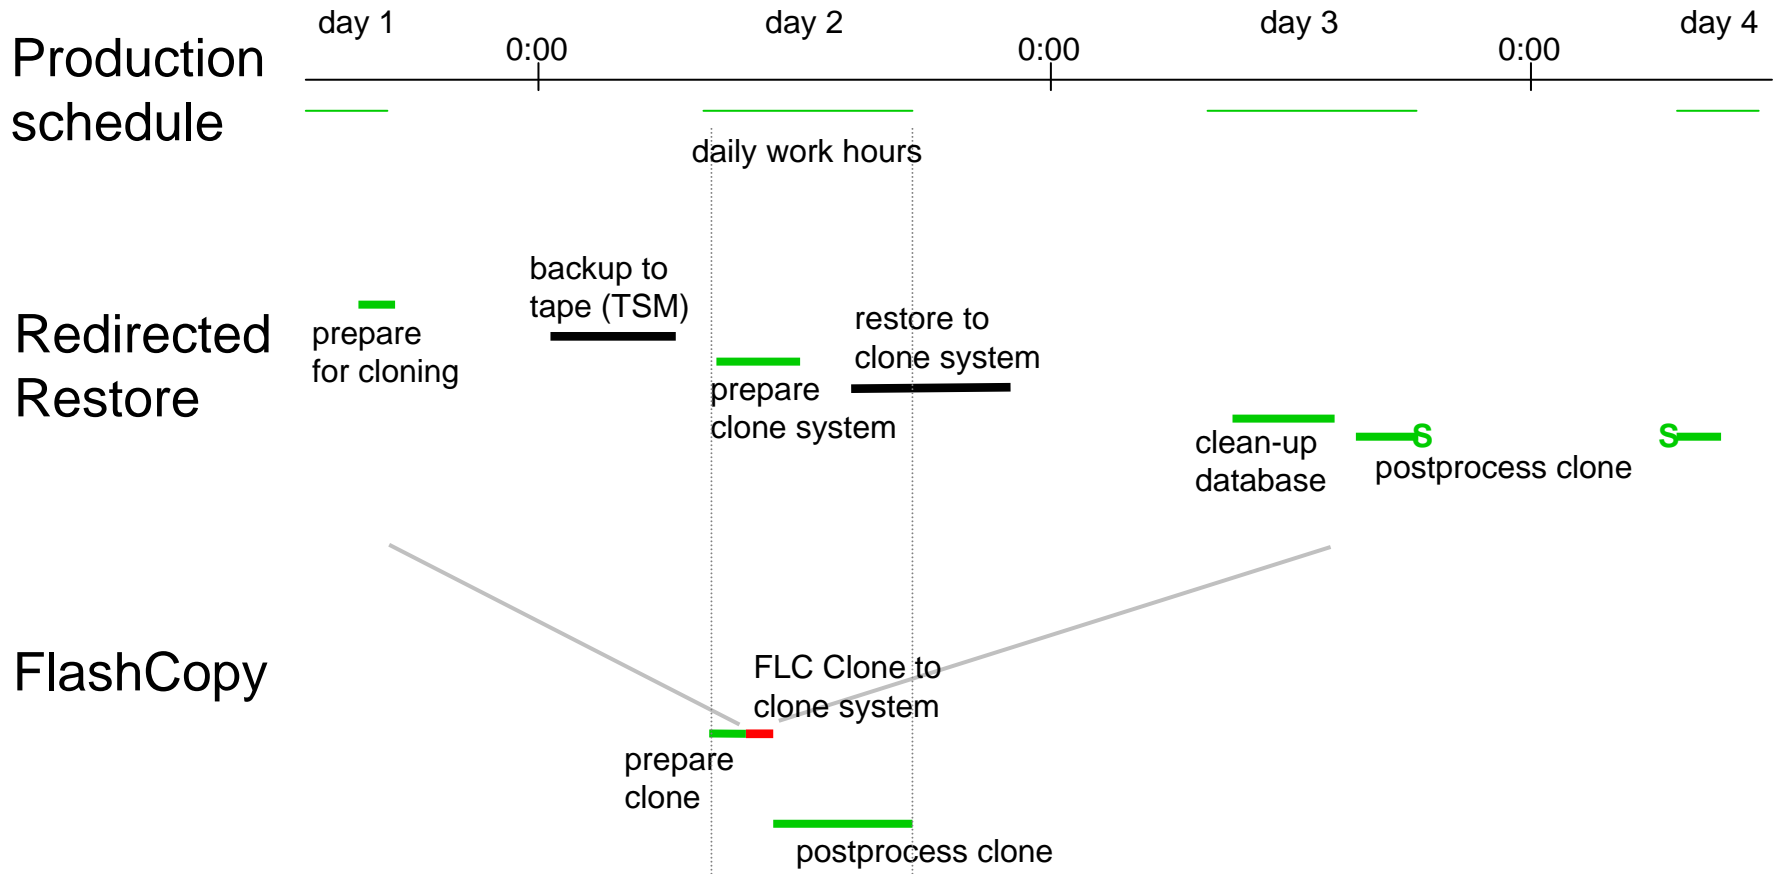 day 1
day 2
day 3
day 4
0:00
0:00
0:00
Production
schedule
daily work hours
Redirected
Restore
prepare
for cloning
backup to
tape (TSM)
prepare
clone system
restore to
clone system
clean-up
database
S
S
postprocess clone
FlashCopy
FLC Clone to
clone system
prepare
clone
postprocess clone